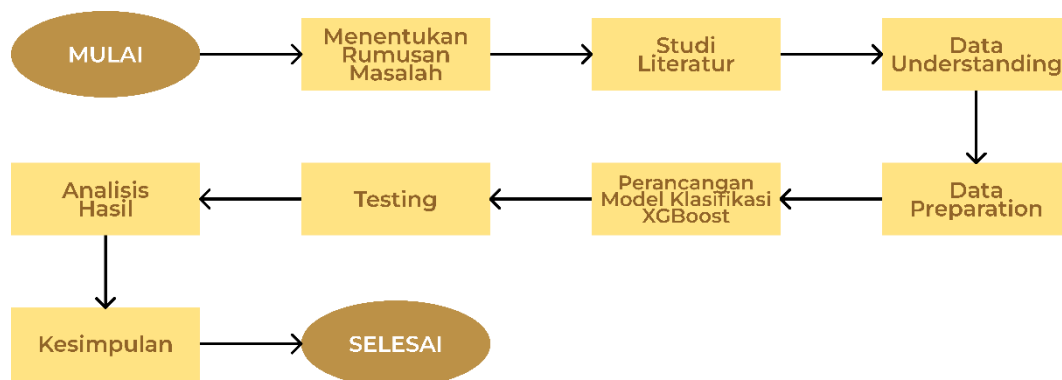 MULAI
Menentukan
Rumusan
Masalah
Studi
Literatur
Data
Understanding
Data
Preparation
Perancangan
Model Klasifikasi
XGBoost
Testing
Analisis
Hasil
Kesimpulan
SELESAI